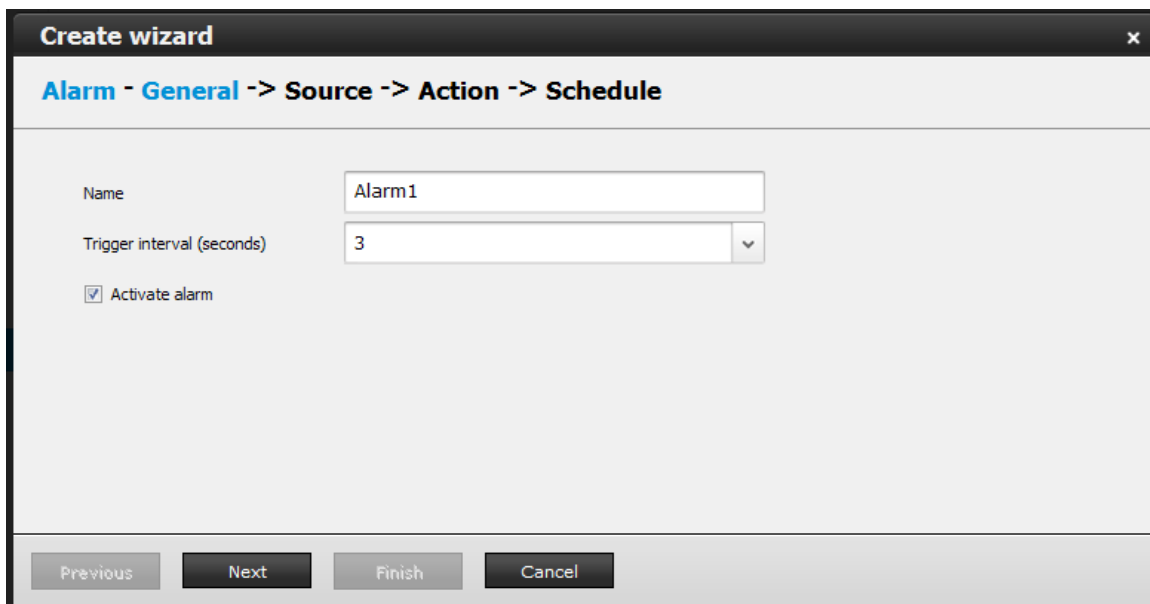 Create wizard ×
Alarm - General -> Source -> Action -> Schedule
Name Alarm1
Trigger interval (seconds) 3
Activate alarm
Previous Next Finish Cancel